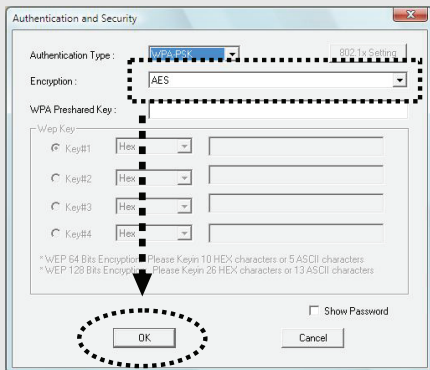 Authentication and Security
Authentication Type : WPA-PSK 802.1x Setting
Encryption : AES
WPA Preshared Key :
Wep Key
Key#1 Hex
Key#2 Hex
Key#3 Hex
Key#4 Hex
* WEP 64 Bits Encryption: Please Keyin 10 HEX characters or 5 ASCII characters
* WEP 128 Bits Encryption: Please Keyin 26 HEX characters or 13 ASCII characters
Show Password
OK Cancel